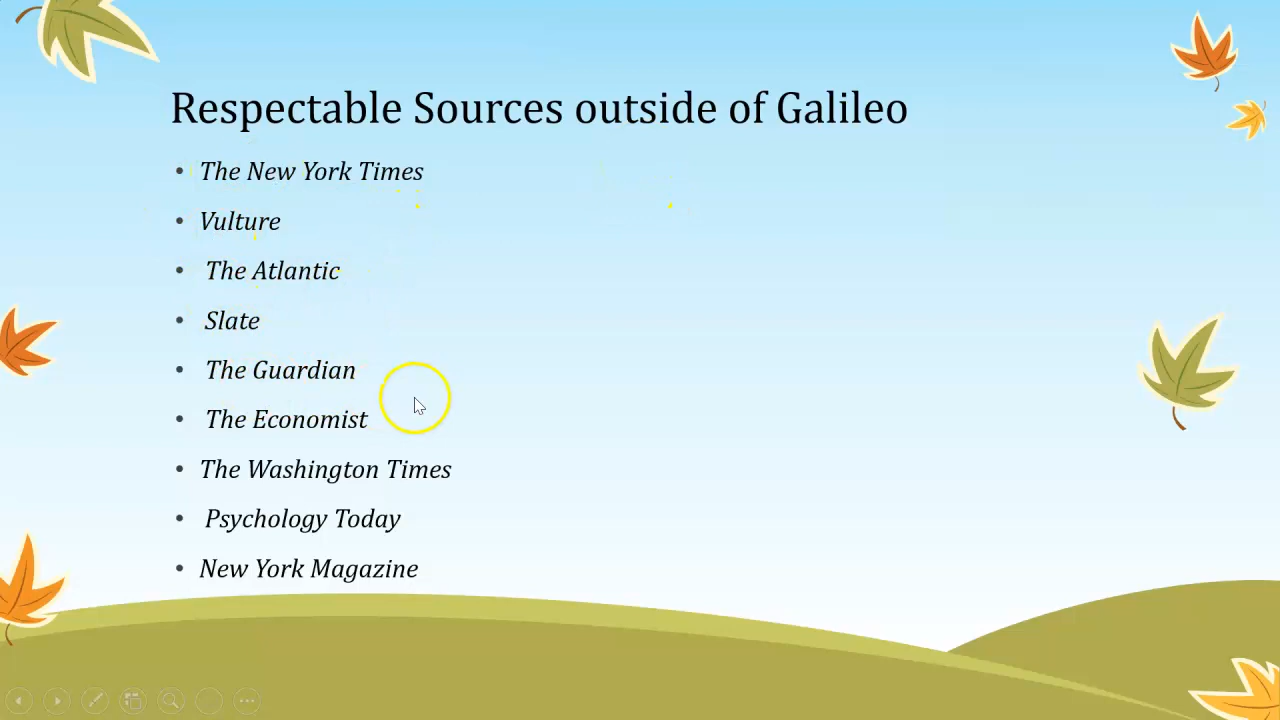 Respectable Sources outside of Galileo
• The New York Times
• Vulture
• The Atlantic
• Slate
• The Guardian
• The Economist
• The Washington Times
• Psychology Today
• New York Magazine